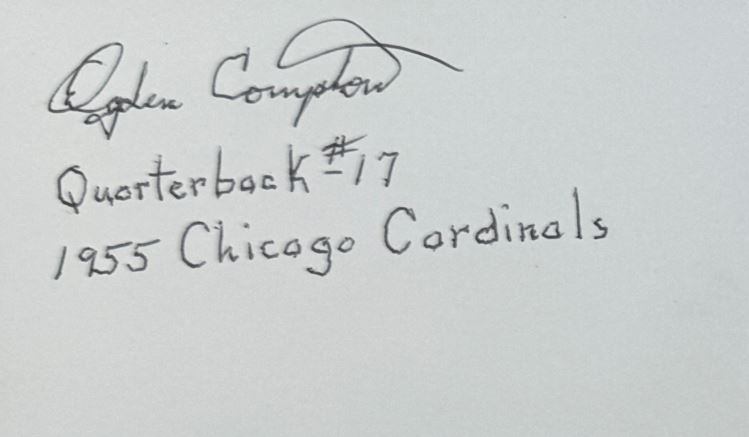 Ogden Compton
Quarterback #17
1955 Chicago Cardinals